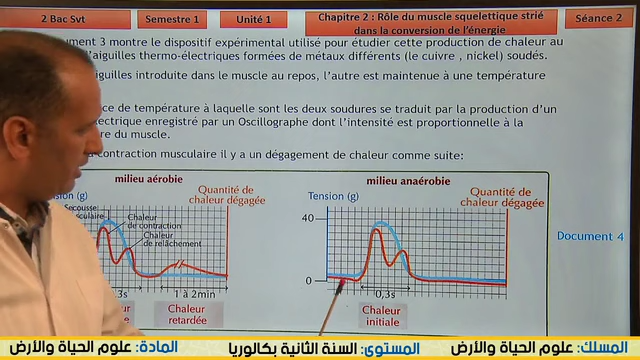 2 Bac Svt
Semestre 1
Unité 1
Chapitre 2 : Rôle du muscle squelettique strié
dans la conversion de l'énergie
Séance 2
ument 3 montre le dispositif expérimental utilisé pour étudier cette production de chaleur au
'aiguilles thermo-électriques formées de métaux différents (le cuivre , nickel) soudés.
iguilles introduite dans le muscle au repos, l'autre est maintenue à une température
ce de température à laquelle sont les deux soudures se traduit par la production d'un
ectrique enregistré par un Oscillographe dont l'intensité est proportionnelle à la
re du muscle.
contraction musculaire il y a un dégagement de chaleur comme suite:
milieu aérobie
milieu anaérobie
sion (g)
Quantité de
chaleur dégagée
Tension (g)
Quantité de
chaleur dégagée
Secousse
culaire
Chaleur
de contraction
Chaleur
de relâchement
40
0
Document 4
3s
1 à 2min
0,3s
Chaleur
retardée
Chaleur
initiale
المسلك: علوم الحياة والأرض
المستوى: السنة الثانية بكالوريا
المادة: علوم الحياة والأرض